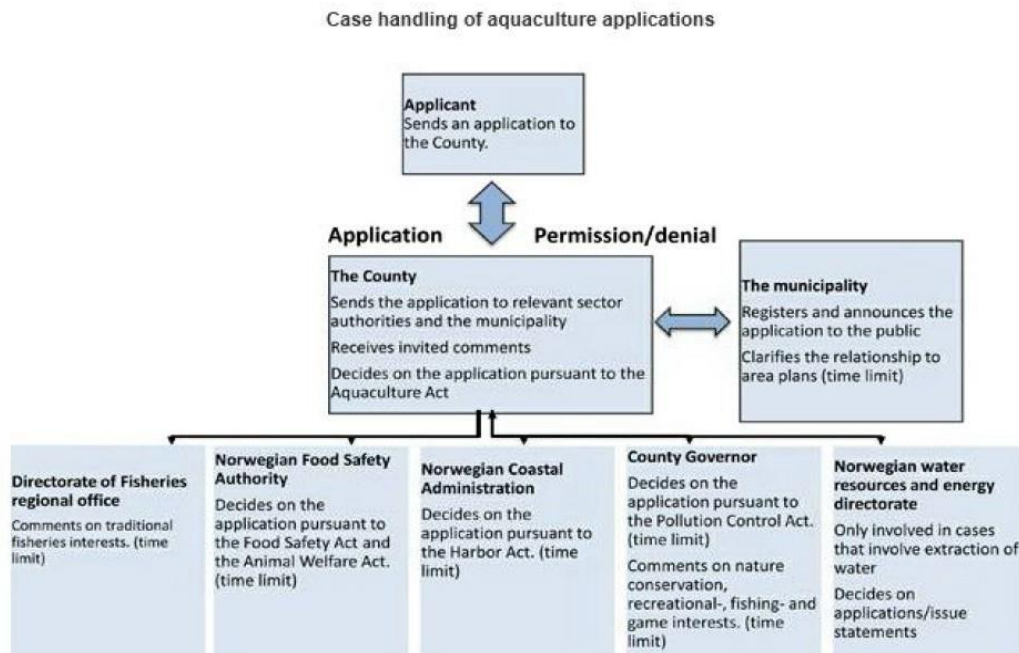 Case handling of aquaculture applications
Applicant
Sends an application to
the County.
Application
Permission/denial
The County
Sends the application to relevant sector
authorities and the municipality
Receives invited comments
Decides on the application pursuant to the
Aquaculture Act
The municipality
Registers and announces the
application to the public
Clarifies the relationship to
area plans (time limit)
Directorate of Fisheries
regional office
Comments on traditional
fisheries interests. (time
limit)
Norwegian Food Safety
Authority
Decides on the
application pursuant to
the Food Safety Act and
the Animal Welfare Act.
(time limit)
Norwegian Coastal
Administration
Decides on the
application pursuant to
the Harbor Act. (time
limit)
County Governor
Decides on the
application pursuant to
the Pollution Control Act.
(time limit)
Comments on nature
conservation,
recreational-, fishing- and
game interests. (time
limit)
Norwegian water
resources and energy
directorate
Only involved in cases
that involve extraction of
water
Decides on
applications/issue
statements